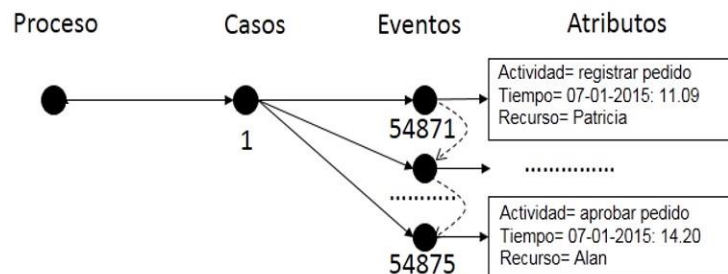 Proceso Casos Eventos Atributos
Actividad= registrar pedido
Tiempo= 07-01-2015: 11.09
Recurso= Patricia
54871
1
...............
...........
Actividad= aprobar pedido
Tiempo= 07-01-2015: 14.20
Recurso= Alan
54875